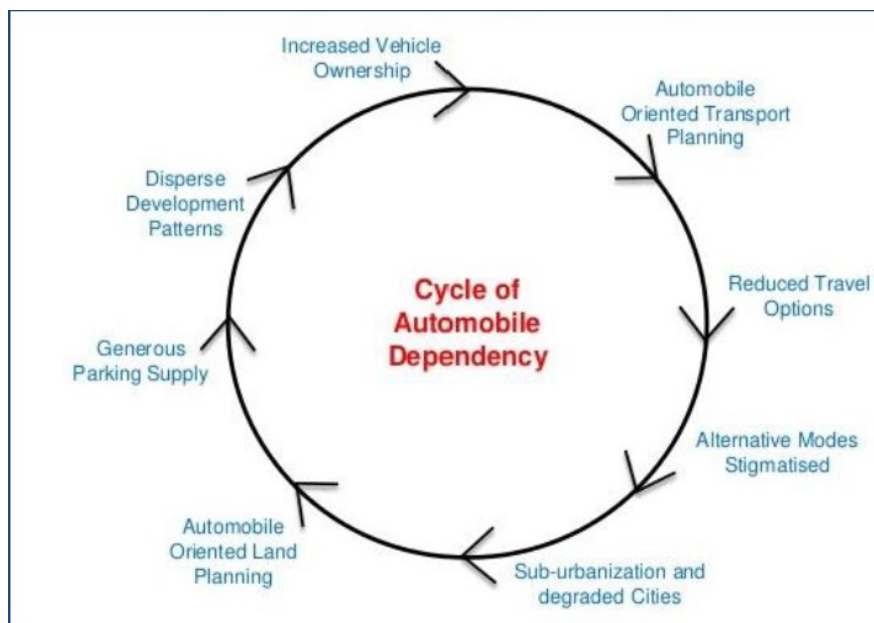 Increased Vehicle
Ownership
Automobile
Oriented Transport
Planning
Reduced Travel
Options
Alternative Modes
Stigmatised
Sub-urbanization and
degraded Cities
Automobile
Oriented Land
Planning
Generous
Parking Supply
Disperse
Development
Patterns
Cycle of
Automobile
Dependency